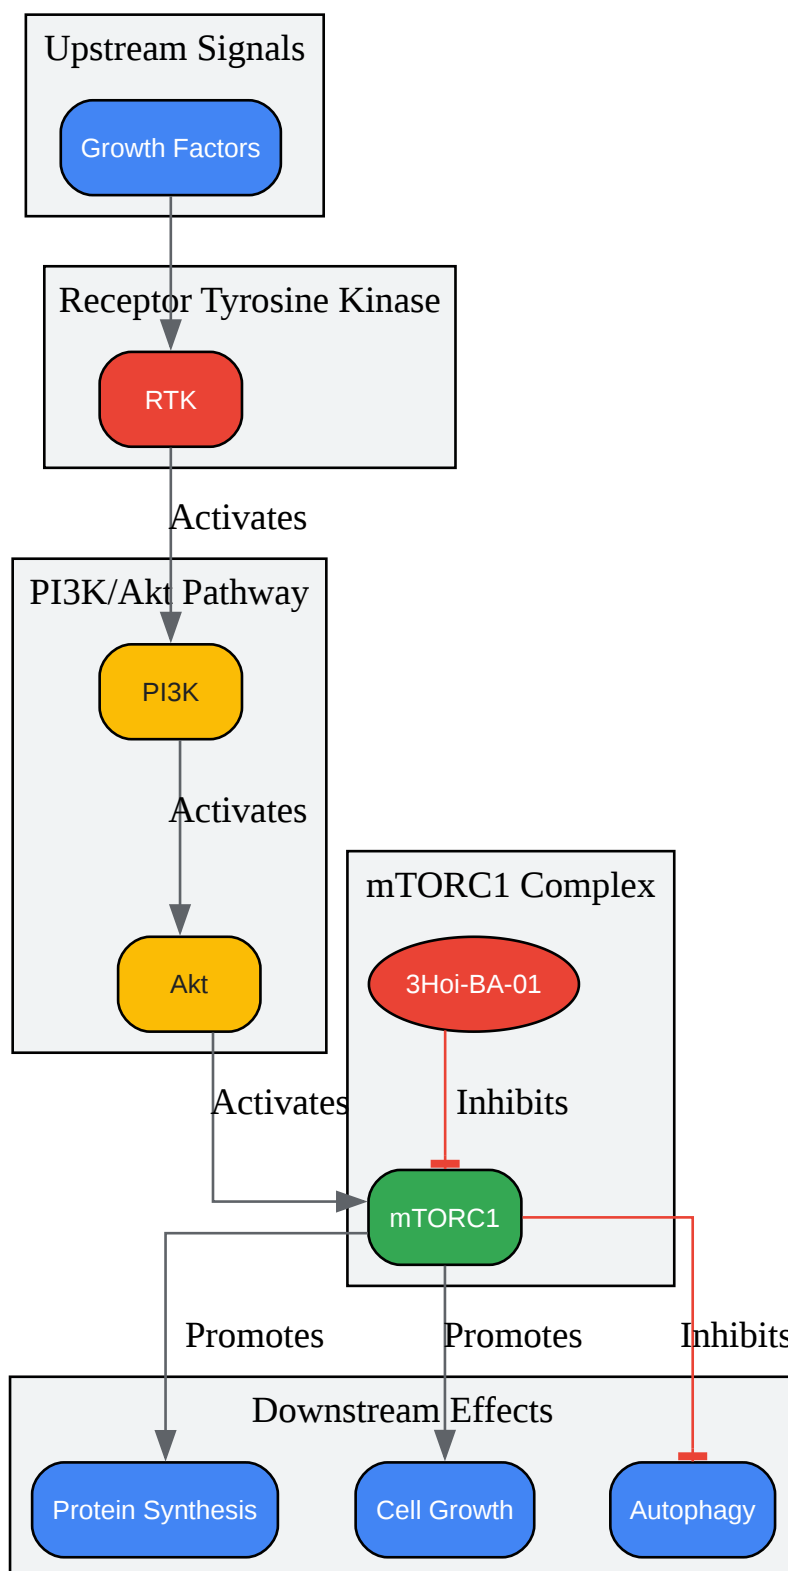 Upstream Signals
Growth Factors
Receptor Tyrosine Kinase
RTK
Activates
PI3K/Akt Pathway
PI3K
Activates
Akt
mTORC1 Complex
3Hoi-BA-01
Activates
Inhibits
mTORC1
Promotes
Promotes
Inhibits
Downstream Effects
Protein Synthesis
Cell Growth
Autophagy